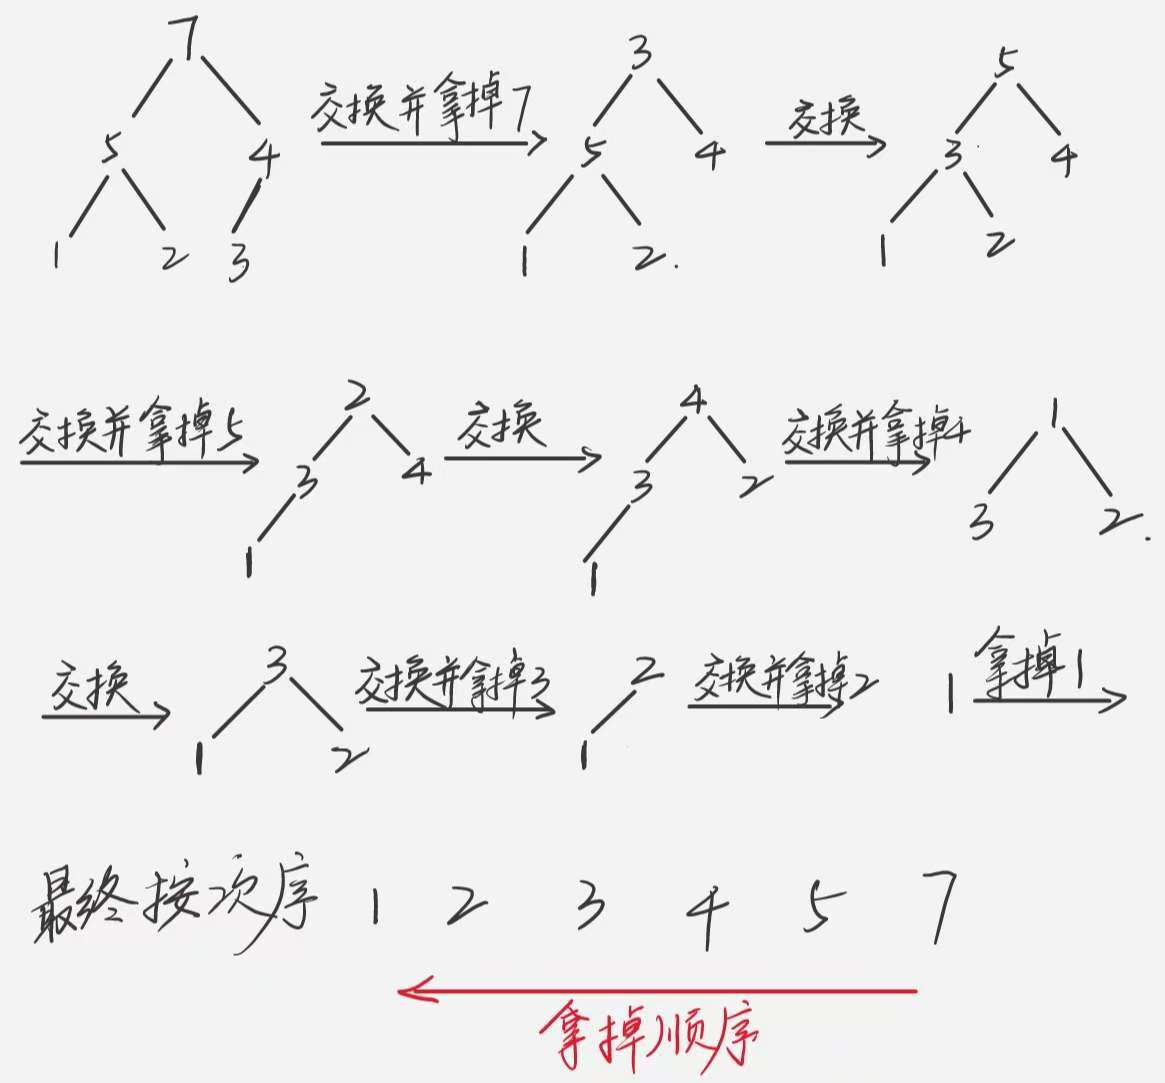 7 3 5
交换并拿掉7 交换
5 4 5 4 3 4
1 2 3 1 2. 1 2
2 4 1
交换并拿掉5 交换 交换并拿掉4
3 4 3 2 3 2.
1 1
3 2 拿掉1
交换 交换并拿掉3 交换并拿掉2 1
1 2 1
最终按项序 1 2 3 4 5 7
拿掉顺序